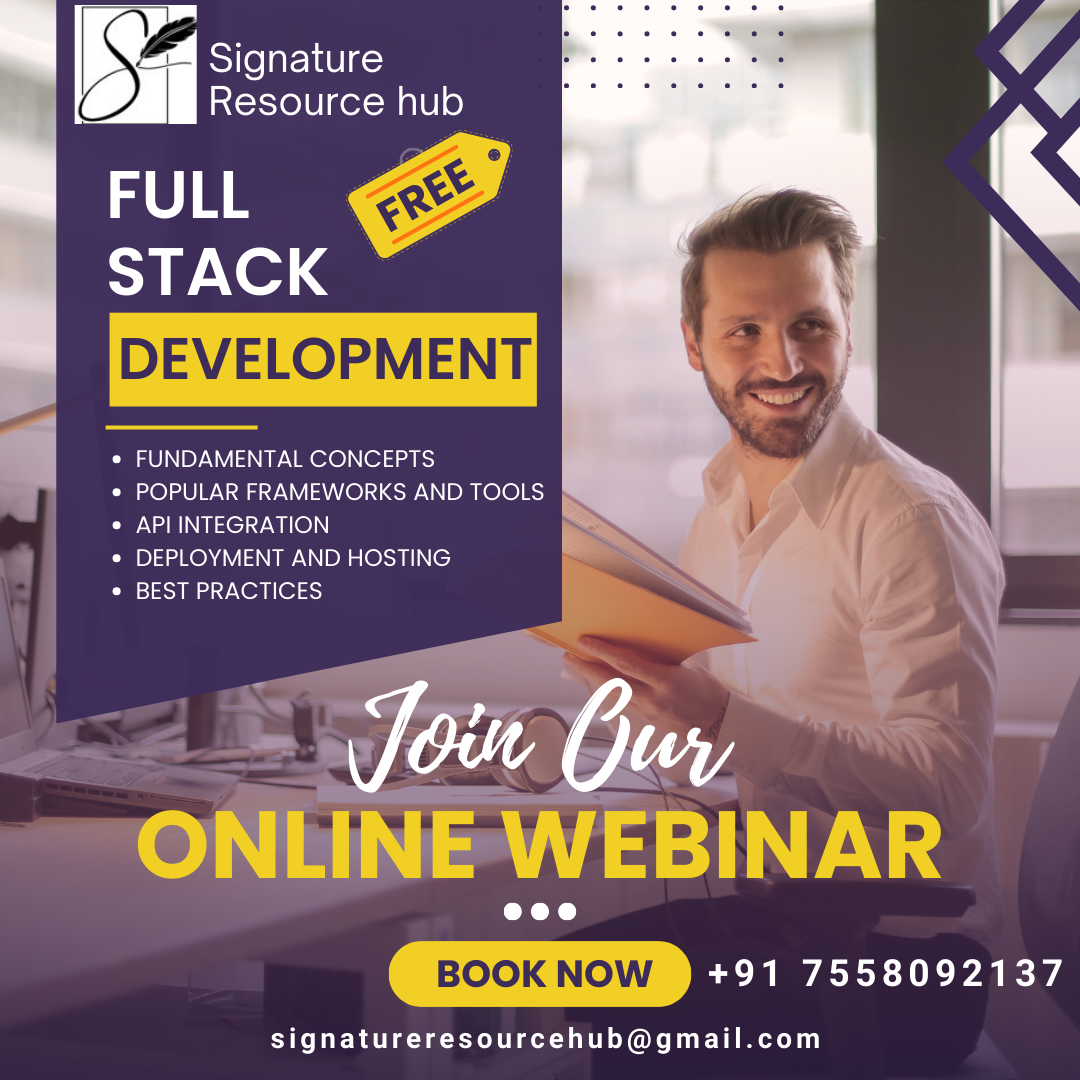 Signature
Resource hub
FREE
FULL
STACK
DEVELOPMENT
• FUNDAMENTAL CONCEPTS
• POPULAR FRAMEWORKS AND TOOLS
• API INTEGRATION
• DEPLOYMENT AND HOSTING
• BEST PRACTICES
Join Our
ONLINE WEBINAR
BOOK NOW +91 7558092137
signatureresourcehub@gmail.com